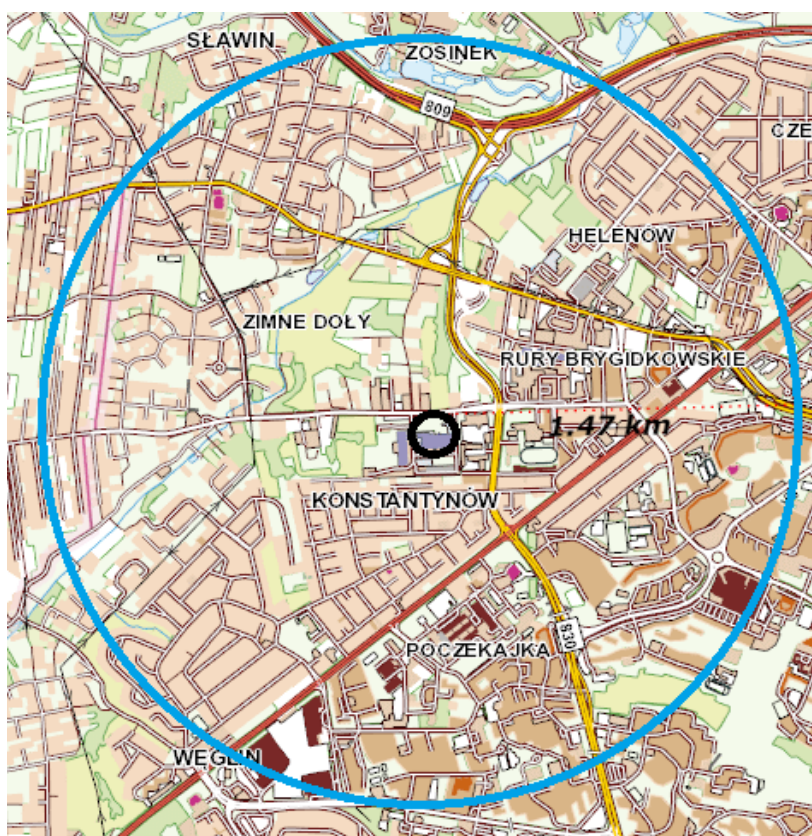 SŁAWIN
ZOSINEK
809
CZE
HELENÓW
ZIMNE DOŁY
RURY BRYGIDKOWSKIE
1.47 km
KONSTANTYNÓW
830
POCZEKAJKA
WĘGLIN